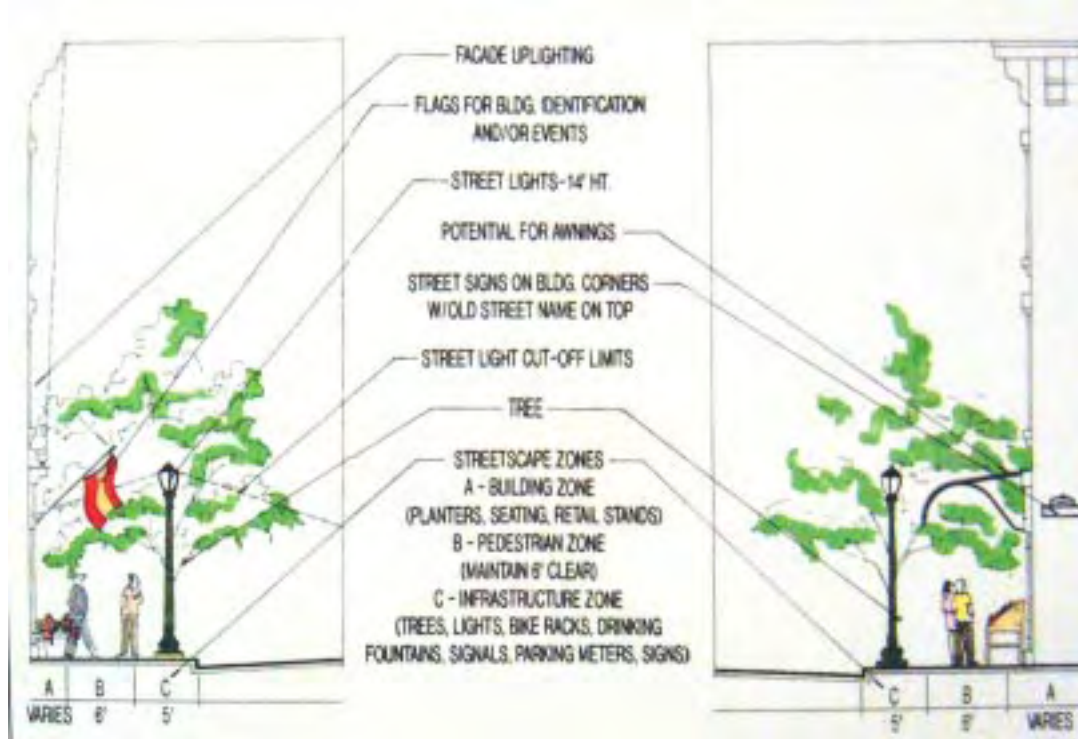 FACADE UPLIGHTING
FLAGS FOR BLDG. IDENTIFICATION
AND/OR EVENTS
STREET LIGHTS-14' HT.
POTENTIAL FOR AWNINGS
STREET SIGNS ON BLDG. CORNERS
W/OLD STREET NAME ON TOP
STREET LIGHT CUT-OFF LIMITS
TREE
STREETSCAPE ZONES
A - BUILDING ZONE
(PLANTERS, SEATING, RETAIL STANDS)
B - PEDESTRIAN ZONE
(MAINTAIN 6' CLEAR)
C - INFRASTRUCTURE ZONE
(TREES, LIGHTS, BIKE RACKS, DRINKING
FOUNTAINS, SIGNALS, PARKING METERS, SIGNS)
A B C
VARIES 6' 5'
C B A
5' 6' VARIES